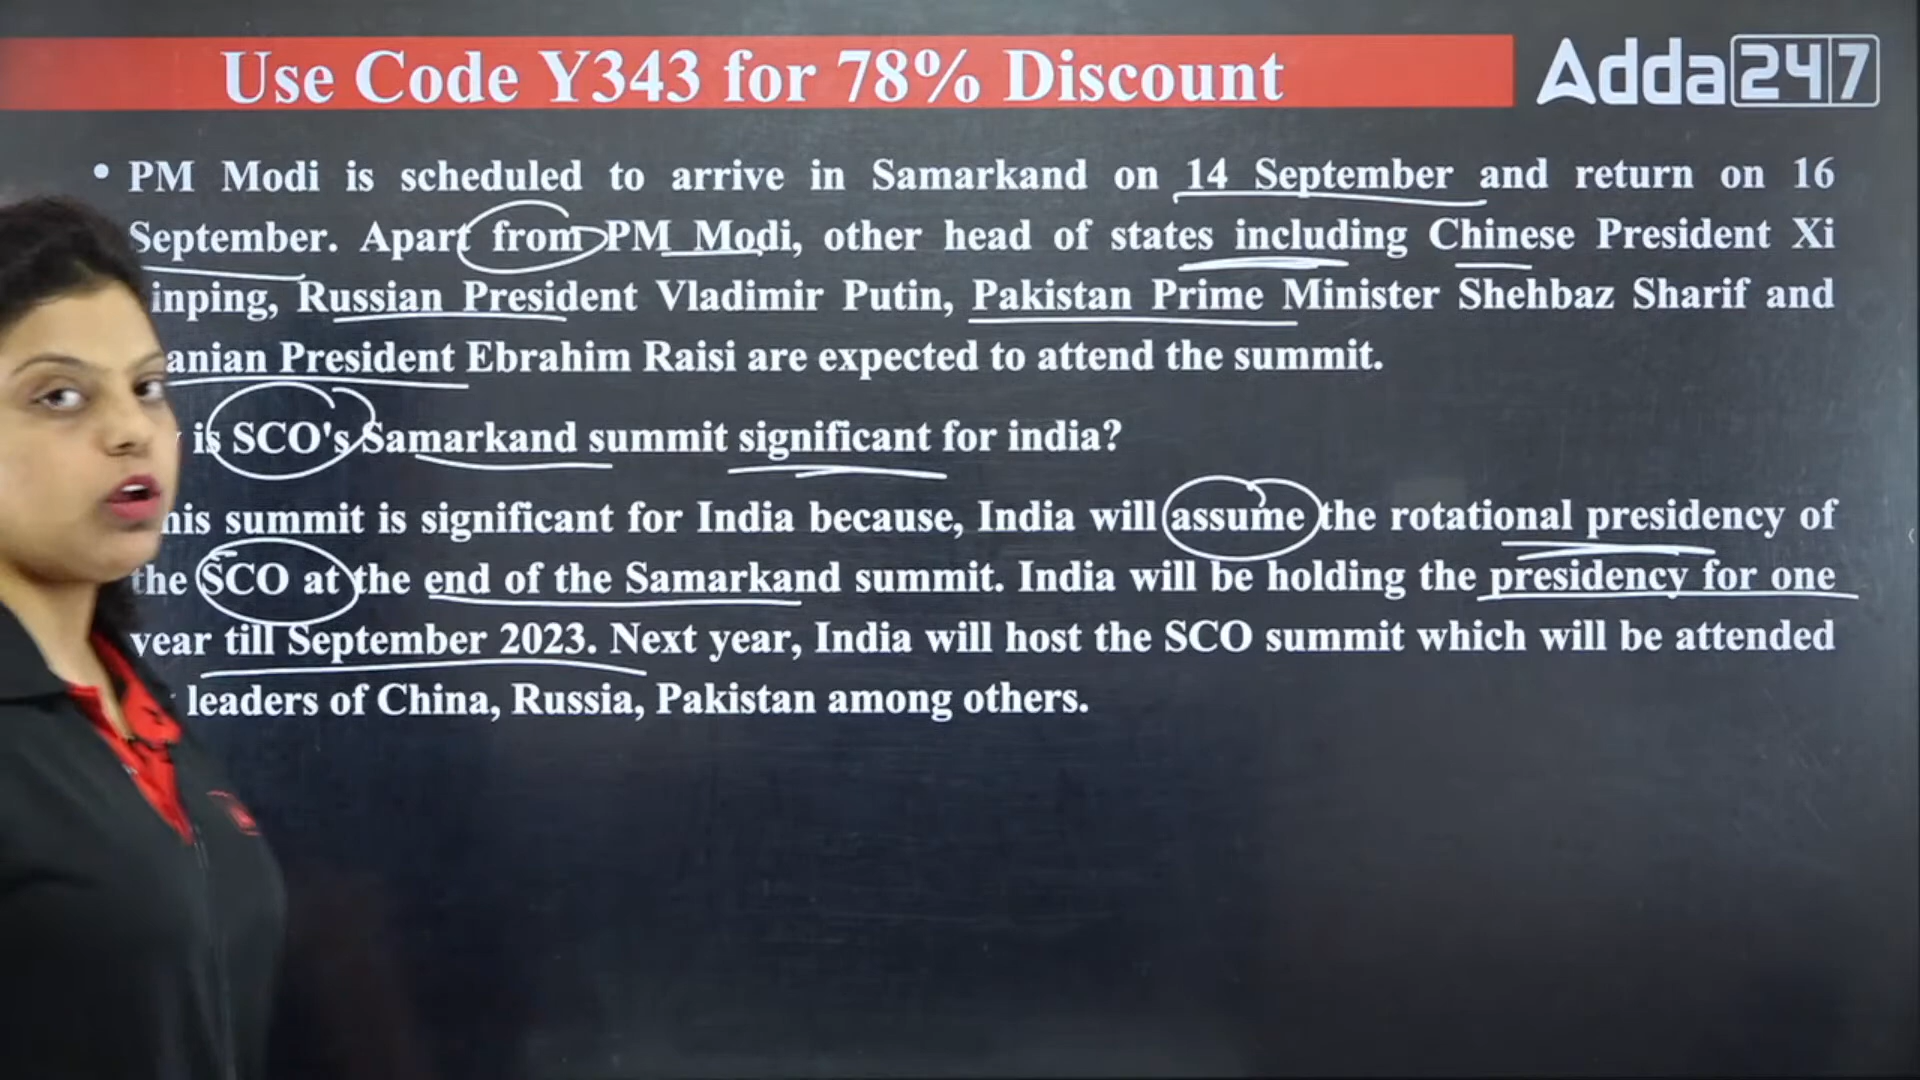 Use Code Y343 for 78% Discount
Adda247
• PM Modi is scheduled to arrive in Samarkand on 14 September and return on 16
September. Apart from PM Modi, other head of states including Chinese President Xi
inping, Russian President Vladimir Putin, Pakistan Prime Minister Shehbaz Sharif and
anian President Ebrahim Raisi are expected to attend the summit.
is SCO's Samarkand summit significant for india?
his summit is significant for India because, India will assume the rotational presidency of
the SCO at the end of the Samarkand summit. India will be holding the presidency for one
year till September 2023. Next year, India will host the SCO summit which will be attended
leaders of China, Russia, Pakistan among others.